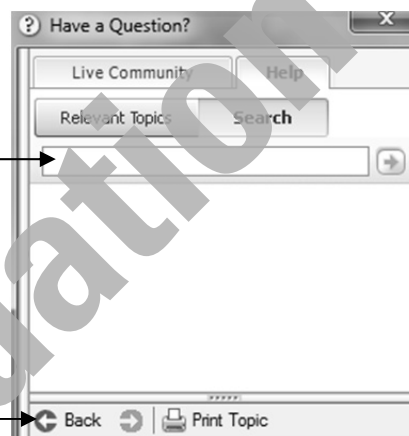 Have a Question?
Live Community Help
Relevant Topics Search
Back Print Topic